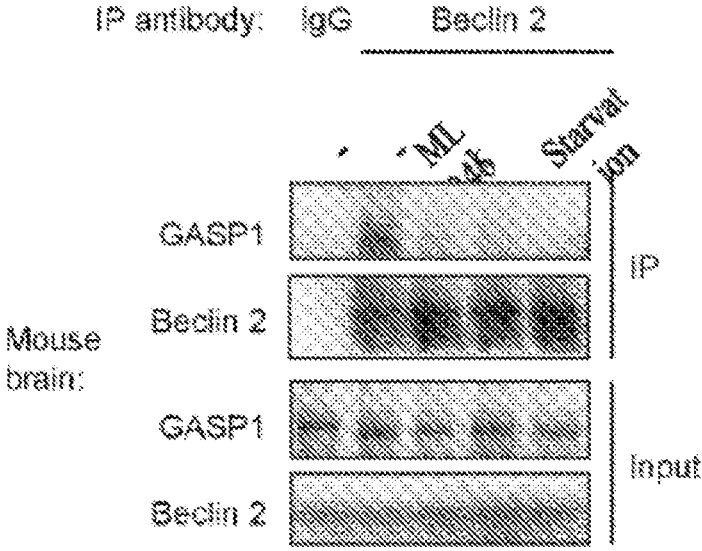 IP antibody: IgG Beclin 2
- - ML Starvat
ion
GASP1
IP
Beclin 2
Mouse
brain:
GASP1
Input
Beclin 2